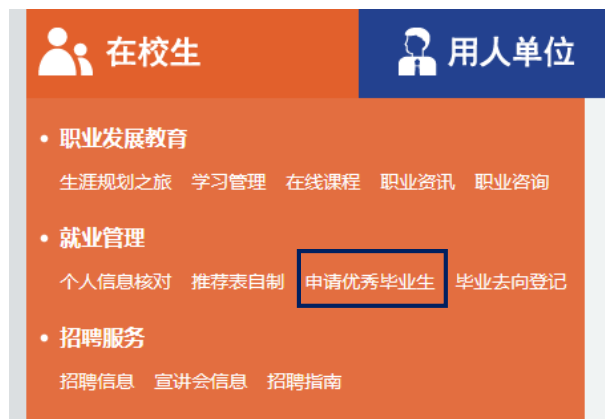 在校生 用人单位
职业发展教育
生涯规划之旅 学习管理 在线课程 职业资讯 职业咨询
就业管理
个人信息核对 推荐表自制 申请优秀毕业生 毕业去向登记
招聘服务
招聘信息 宣讲会信息 招聘指南